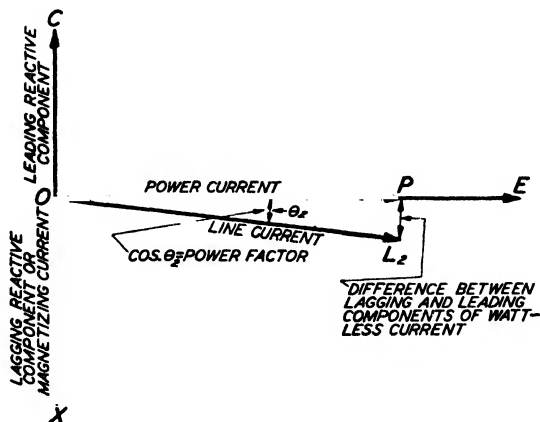 C
LEADING REACTIVE
COMPONENT
O
POWER CURRENT
P
E
θ2
LINE CURRENT
L2
COS. θ2=POWER FACTOR
LAGGING REACTIVE
COMPONENT OR
MAGNETIZING CURRENT
DIFFERENCE BETWEEN
LAGGING AND LEADING
COMPONENTS OF WATT-
LESS CURRENT
X